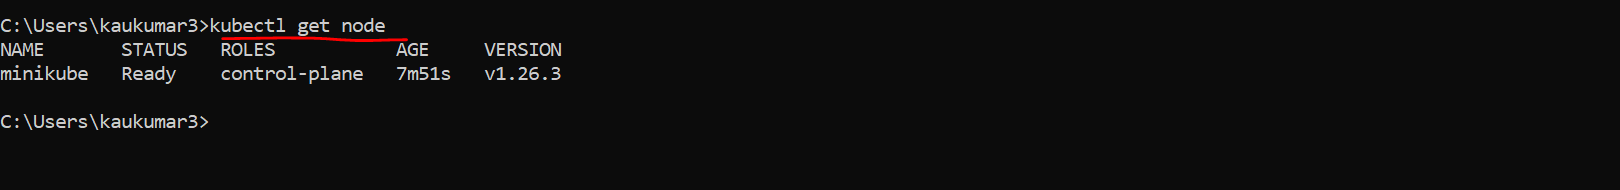 C:\Users\kaukumar3>kubectl get node
NAME       STATUS   ROLES           AGE     VERSION
minikube   Ready    control-plane   7m51s   v1.26.3
C:\Users\kaukumar3>